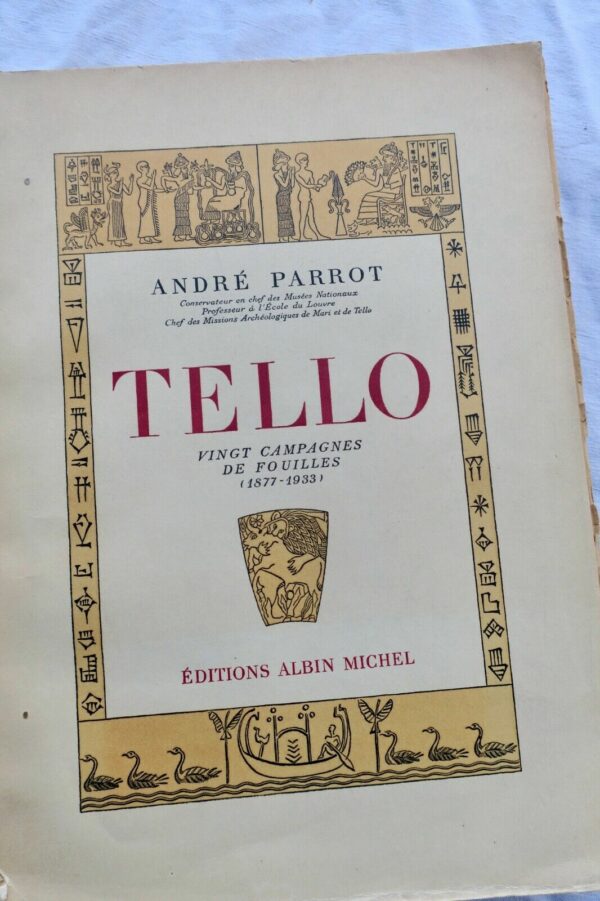 ANDRÉ PARROT
Conservateur en chef des Musées Nationaux
Professeur à l'École du Louvre
Chef des Missions Archéologiques de Mari et de Tello
TELLO
VINGT CAMPAGNES
DE FOUILLES
(1877-1933)
ÉDITIONS ALBIN MICHEL